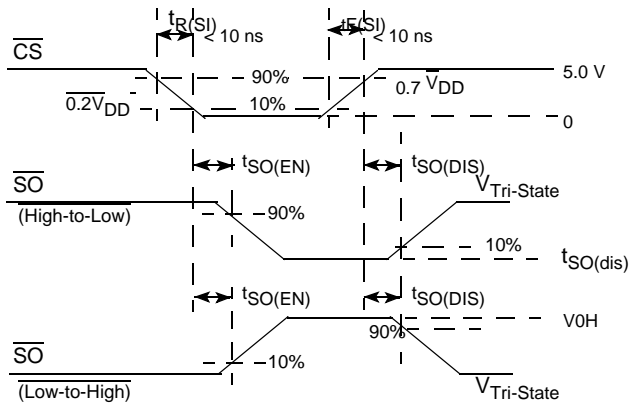 tR(SI)
< 10 ns
tF(SI)
< 10 ns
CS
90%
0.7 VDD
5.0 V
0.2VDD
10%
0
tSO(EN)
tSO(DIS)
SO
VTri-State
(High-to-Low)
90%
10%
tSO(dis)
tSO(EN)
tSO(DIS)
V0H
90%
SO
10%
(Low-to-High)
VTri-State